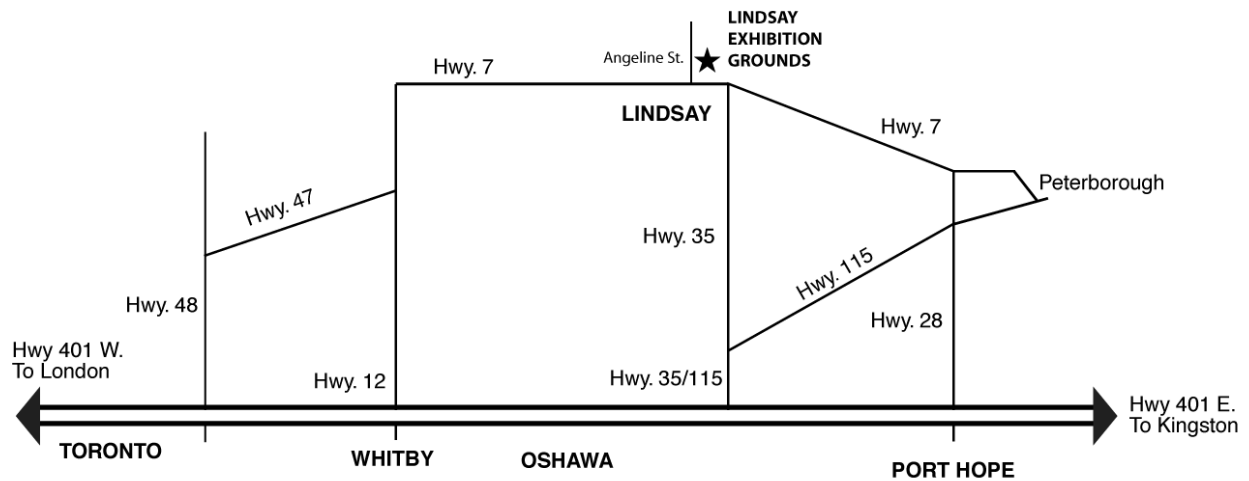 LINDSAY
EXHIBITION
GROUNDS
Angeline St.
Hwy. 7
LINDSAY
Hwy. 7
Peterborough
Hwy. 47
Hwy. 35
Hwy. 115
Hwy. 48
Hwy. 28
Hwy 401 W.
To London
Hwy. 12
Hwy. 35/115
Hwy 401 E.
To Kingston
TORONTO
WHITBY
OSHAWA
PORT HOPE